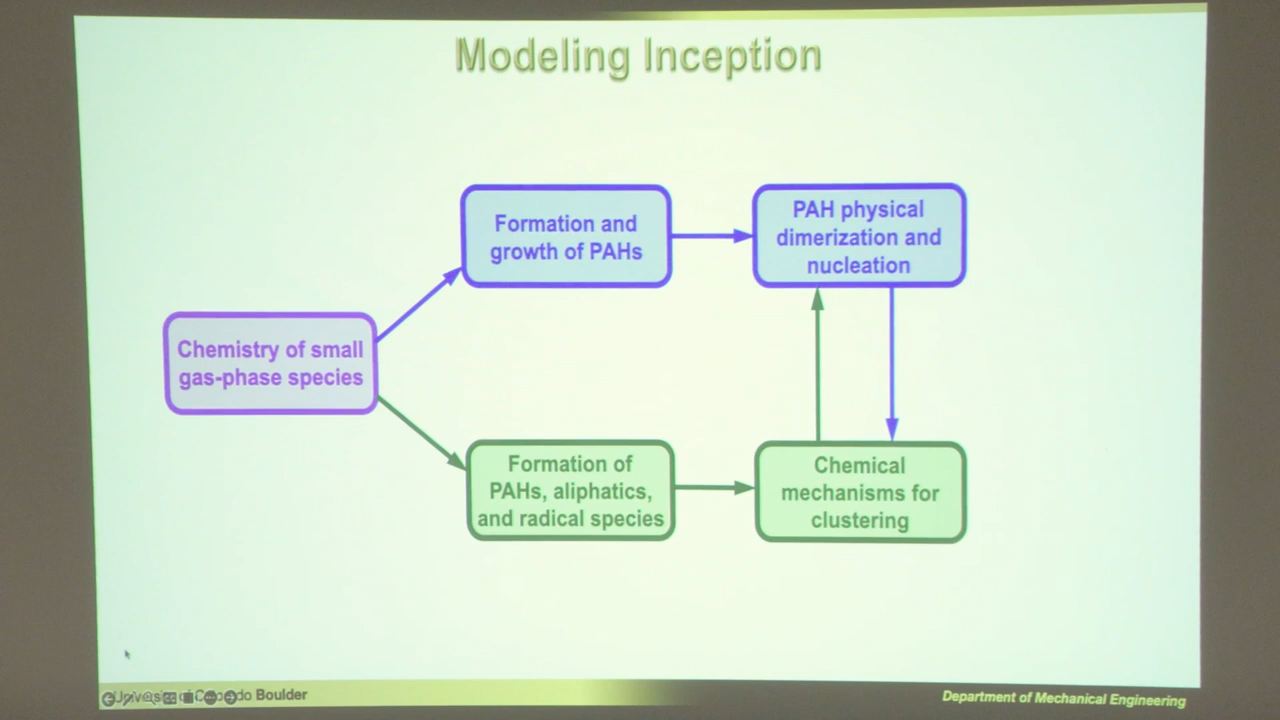 Modeling Inception
Formation and
growth of PAHs
PAH physical
dimerization and
nucleation
Chemistry of small
gas-phase species
Formation of
PAHs, aliphatics,
and radical species
Chemical
mechanisms for
clustering
Boulder
Department of Mechanical Engineering